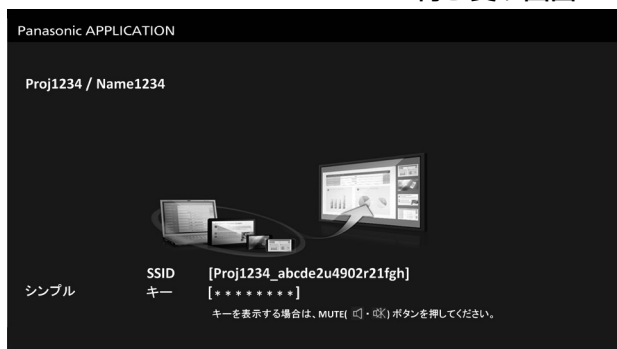 Panasonic APPLICATION
Proj1234 / Name1234
SSID [Proj1234_abcde2u4902r21fgh]
シンプル キー [********]
キーを表示する場合は、MUTE( ・ )ボタンを押してください。